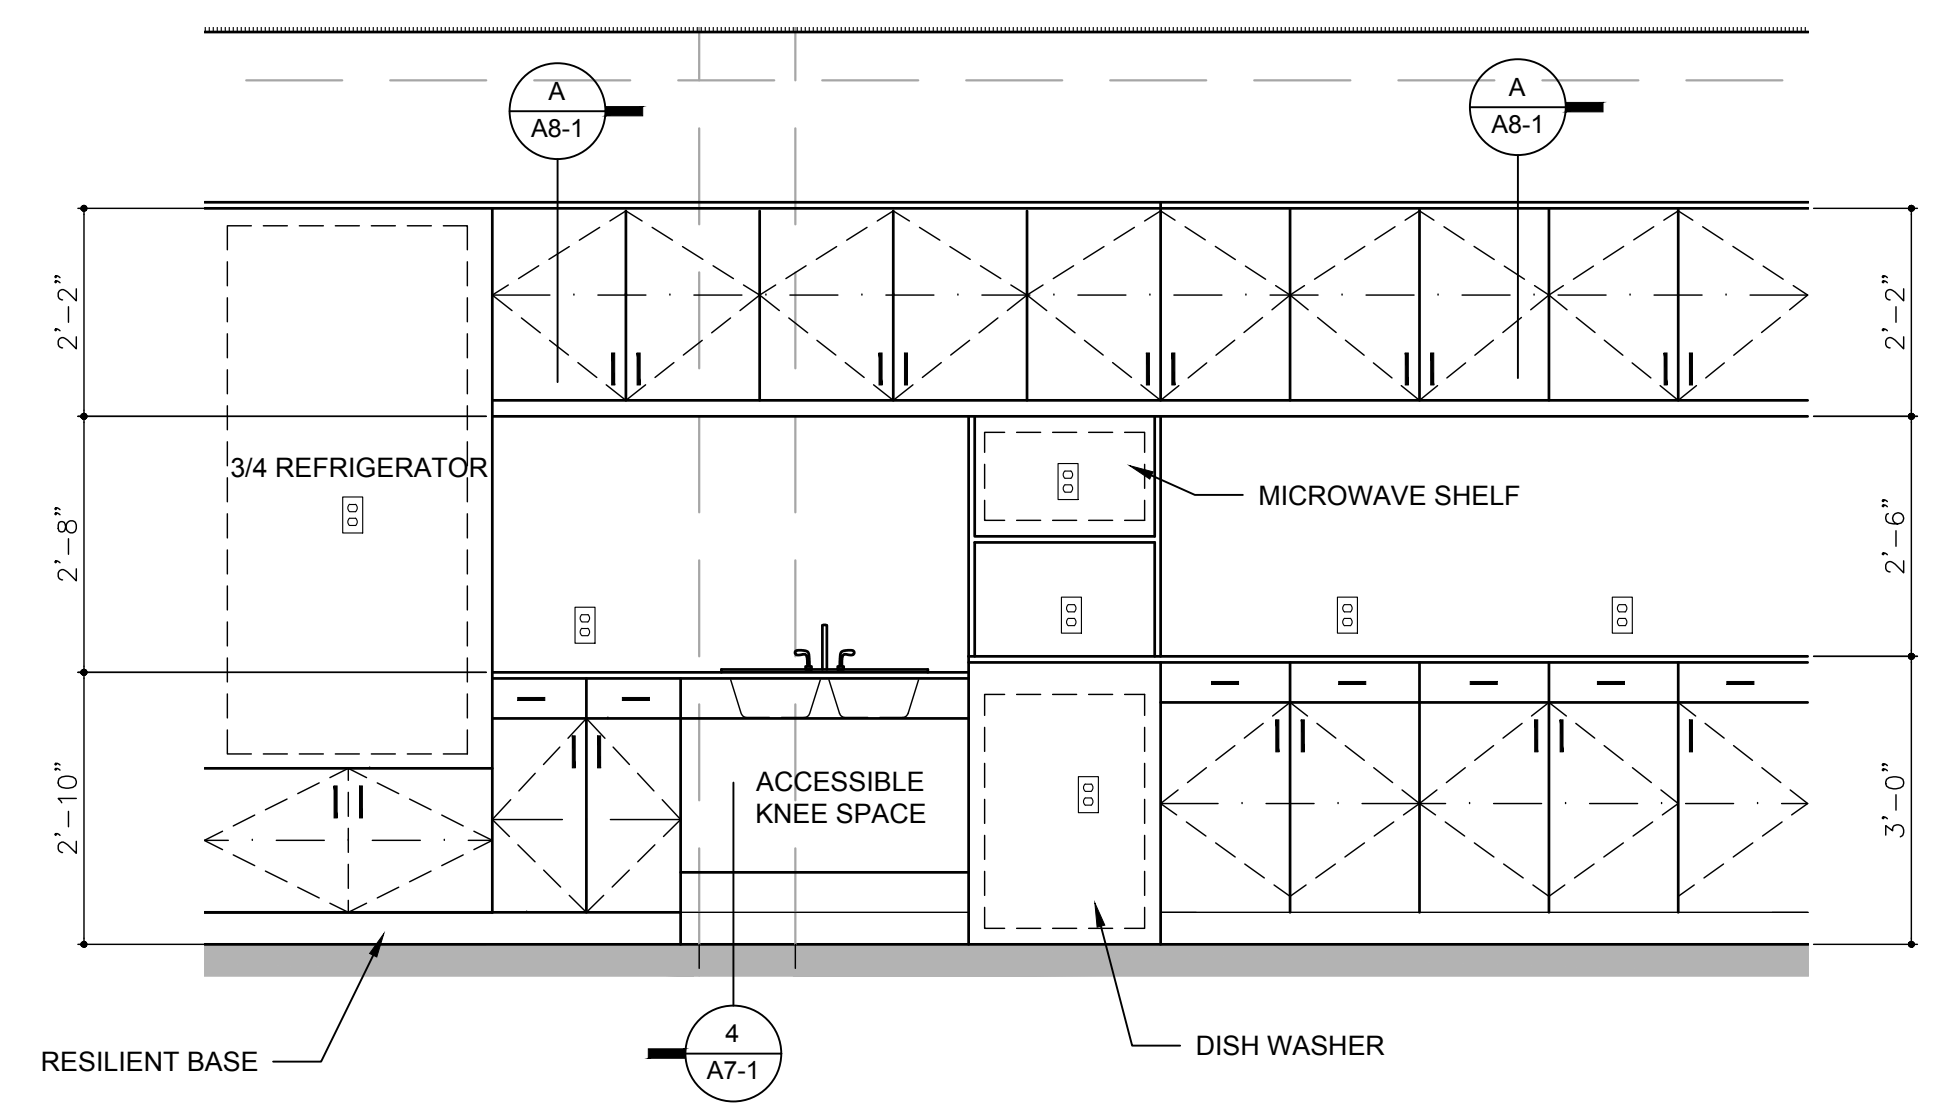 A
A8-1
A
A8-1
2'-2"
2'-2"
3/4 REFRIGERATOR
MICROWAVE SHELF
2'-8"
2'-6"
ACCESSIBLE
KNEE SPACE
2'-10"
3'-0"
4
A7-1
DISH WASHER
RESILIENT BASE